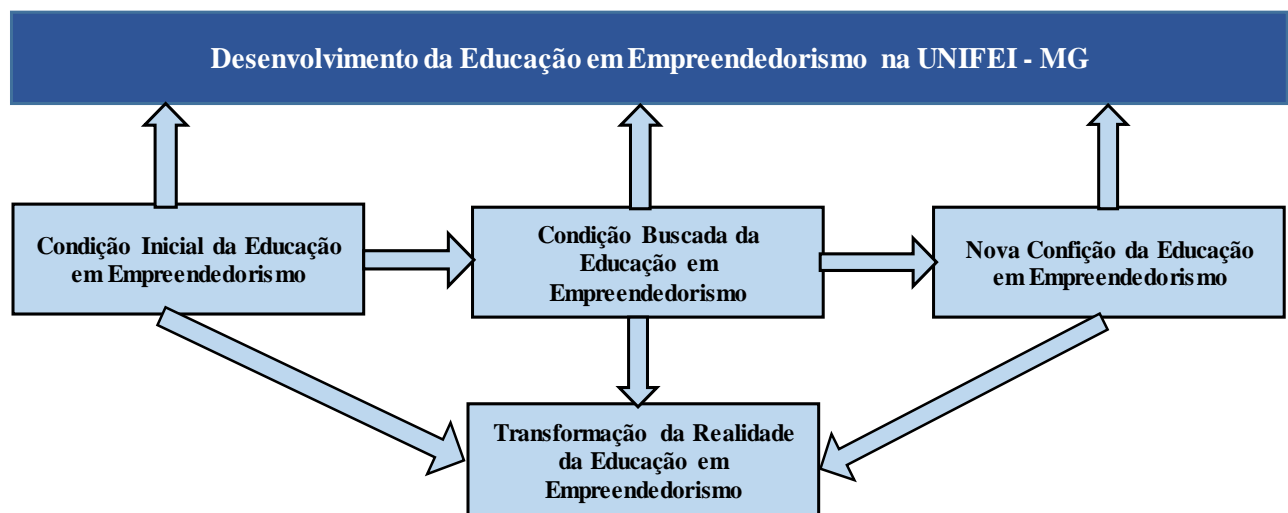 Desenvolvimento da Educação em Empreendedorismo na UNIFEI - MG
Condição Inicial da Educação
em Empreendedorismo
Condição Buscada da
Educação em
Empreendedorismo
Nova Confição da Educação
em Empreendedorismo
Transformação da Realidade
da Educação em
Empreendedorismo